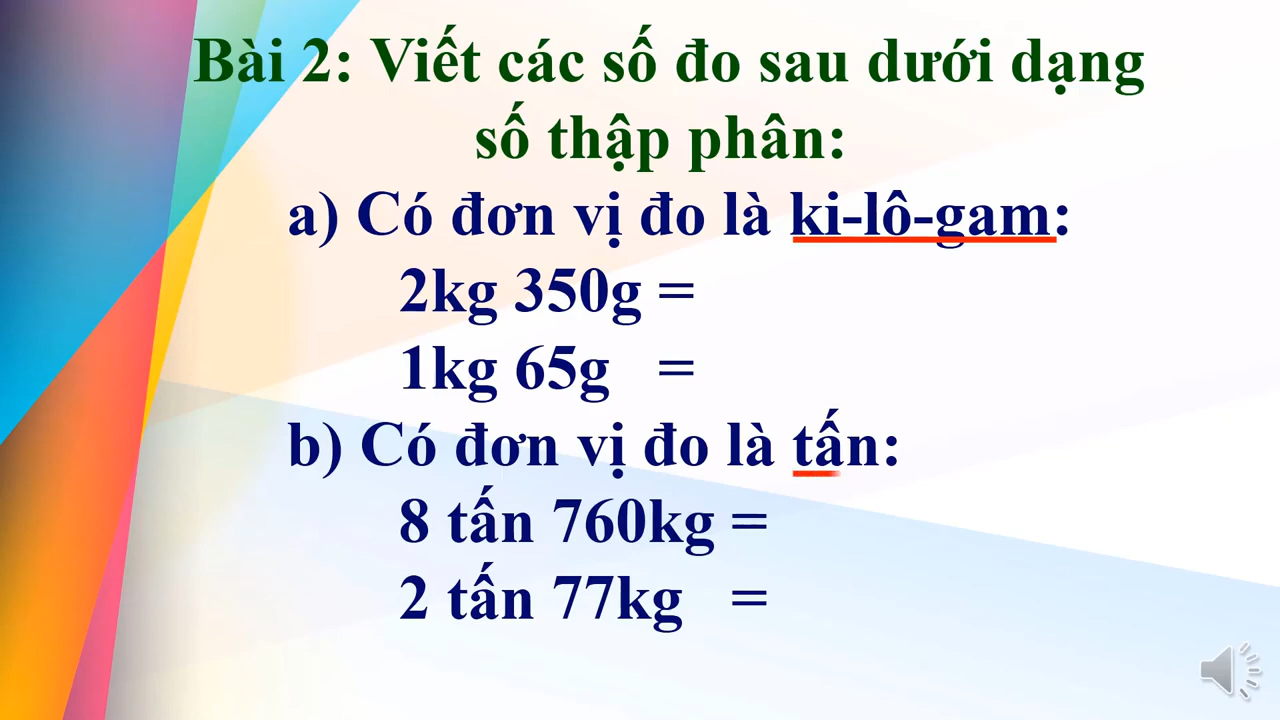 Bài 2: Viết các số đo sau dưới dạng
số thập phân:
a) Có đơn vị đo là ki-lô-gam:
2kg 350g =
1kg 65g =
b) Có đơn vị đo là tấn:
8 tấn 760kg =
2 tấn 77kg =